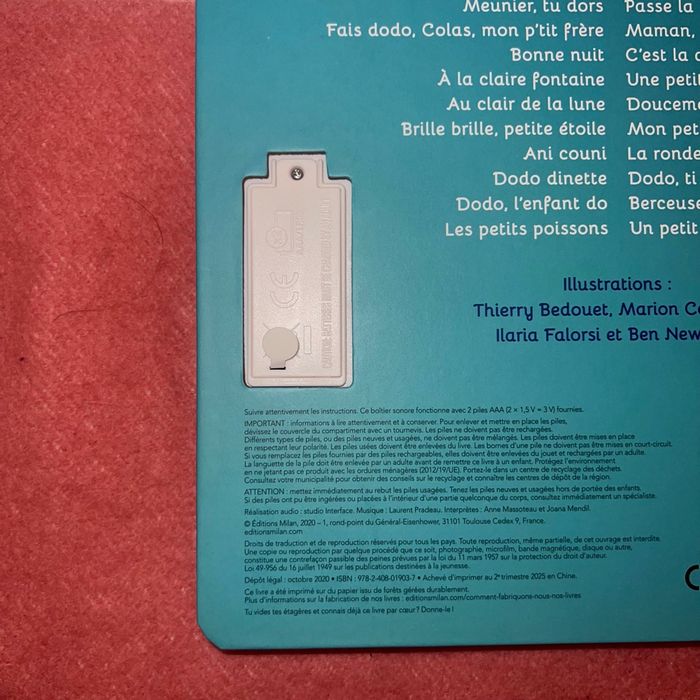 Meunier, tu dors
Fais dodo, Colas, mon p'tit frère
Bonne nuit
À la claire fontaine
Au clair de la lune
Brille brille, petite étoile
Ani couni
Dodo dinette
Dodo, l'enfant do
Les petits poissons
Passe la
Maman,
C'est la
Une petit
Doucem
Mon pet
La ronde
Dodo, ti
Berceuse
Un petit
Illustrations :
Thierry Bedouet, Marion C
Ilaria Falorsi et Ben New
CE
CAUTION: BATTERIES MUST BE CHANGED BY AN ADULT
Suivre attentivement les instructions. Ce boîtier sonore fonctionne avec 2 piles AAA (2 × 1,5 V = 3 V) fournies.
IMPORTANT : informations à lire attentivement et à conserver. Pour enlever et mettre en place les piles,
dévissez le couvercle du compartiment avec un tournevis. Les piles ne doivent pas être rechargées.
Différents types de piles, ou des piles neuves et usagées, ne doivent pas être mélangés. Les piles doivent être mises en place
en respectant leur polarité. Les piles usées doivent être enlevées du livre. Les bornes d'une pile ne doivent pas être mises en court-circuit.
Si vous remplacez les piles fournies par des piles rechargeables, elles doivent être enlevées du jouet et rechargées par un adulte.
La languette de la pile doit être enlevée par un adulte avant de remettre ce livre à un enfant. Protégez l'environnement
en ne jetant pas ce produit avec les ordures ménagères (2012/19/UE). Portez-le dans un centre de recyclage des déchets.
Consultez votre municipalité pour obtenir des conseils sur le recyclage et connaître les centres de dépôt de la région.
ATTENTION : mettez immédiatement au rebut les piles usagées. Tenez les piles neuves et usagées hors de portée des enfants.
Si des piles ont pu être ingérées ou placées à l'intérieur d'une partie quelconque du corps, consultez immédiatement un spécialiste.
Réalisation audio : studio Interface. Musique : Laurent Pradeau. Interprètes : Anne Massoteau et Joana Mendil.
© Éditions Milan, 2020 – 1, rond-point du Général-Eisenhower, 31101 Toulouse Cedex 9, France.
editionsmilan.com
Droits de traduction et de reproduction réservés pour tous les pays. Toute reproduction, même partielle, de cet ouvrage est interdite.
Une copie ou reproduction par quelque procédé que ce soit, photographie, microfilm, bande magnétique, disque ou autre,
constitue une contrefaçon passible des peines prévues par la loi du 11 mars 1957 sur la protection du droit d'auteur.
Loi 49-956 du 16 juillet 1949 sur les publications destinées à la jeunesse.
Dépôt légal : octobre 2020 • ISBN : 978-2-408-01903-7 • Achevé d'imprimer au 2e trimestre 2025 en Chine.
Ce livre a été imprimé sur du papier issu de forêts gérées durablement.
Plus d'informations sur la fabrication de nos livres : editionsmilan.com/comment-fabriquons-nous-nos-livres
Tu vides tes étagères et connais déjà ce livre par cœur ? Donne-le !